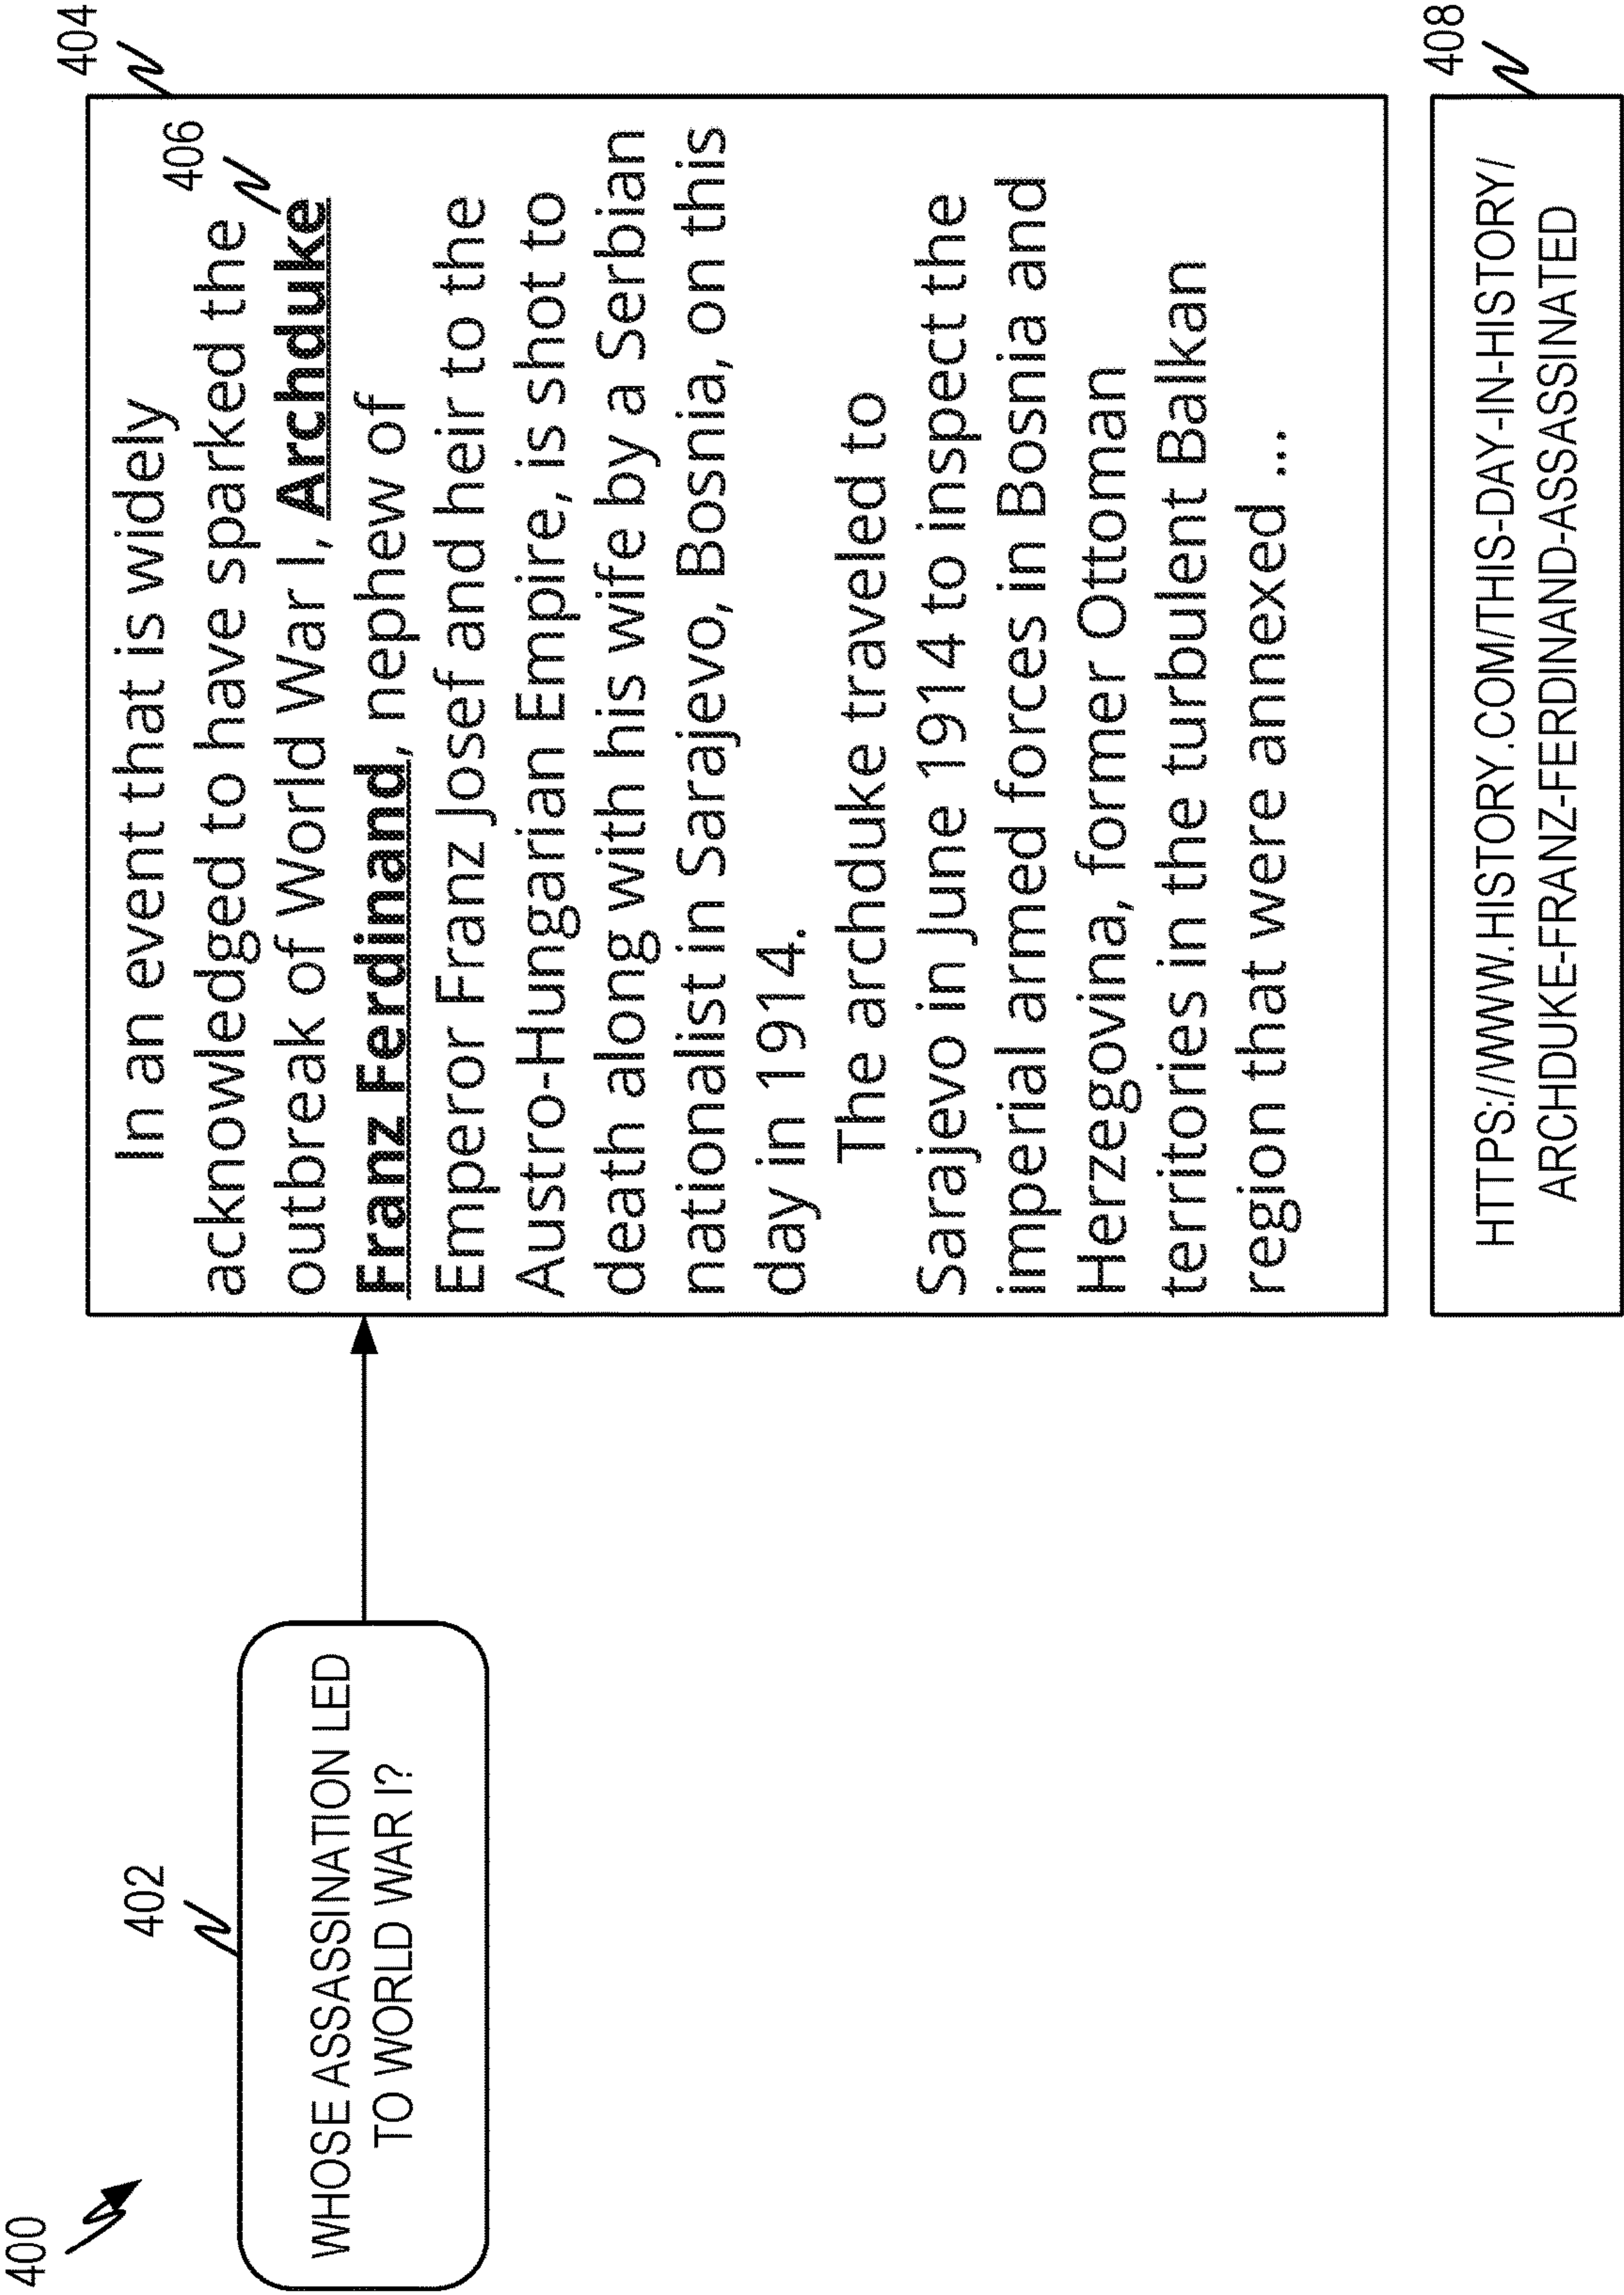 400
402
WHOSE ASSASSINATION LED
TO WORLD WAR I?
404
In an event that is widely
acknowledged to have sparked the
406
outbreak of World War I, Archduke
Franz Ferdinand, nephew of
Emperor Franz Josef and heir to the
Austro-Hungarian Empire, is shot to
death along with his wife by a Serbian
nationalist in Sarajevo, Bosnia, on this
day in 1914.
The archduke traveled to
Sarajevo in June 1914 to inspect the
imperial armed forces in Bosnia and
Herzegovina, former Ottoman
territories in the turbulent Balkan
region that were annexed ...
408
HTTPS://WWW.HISTORY.COM/THIS-DAY-IN-HISTORY/
ARCHDUKE-FRANZ-FERDINAND-ASSASSINATED